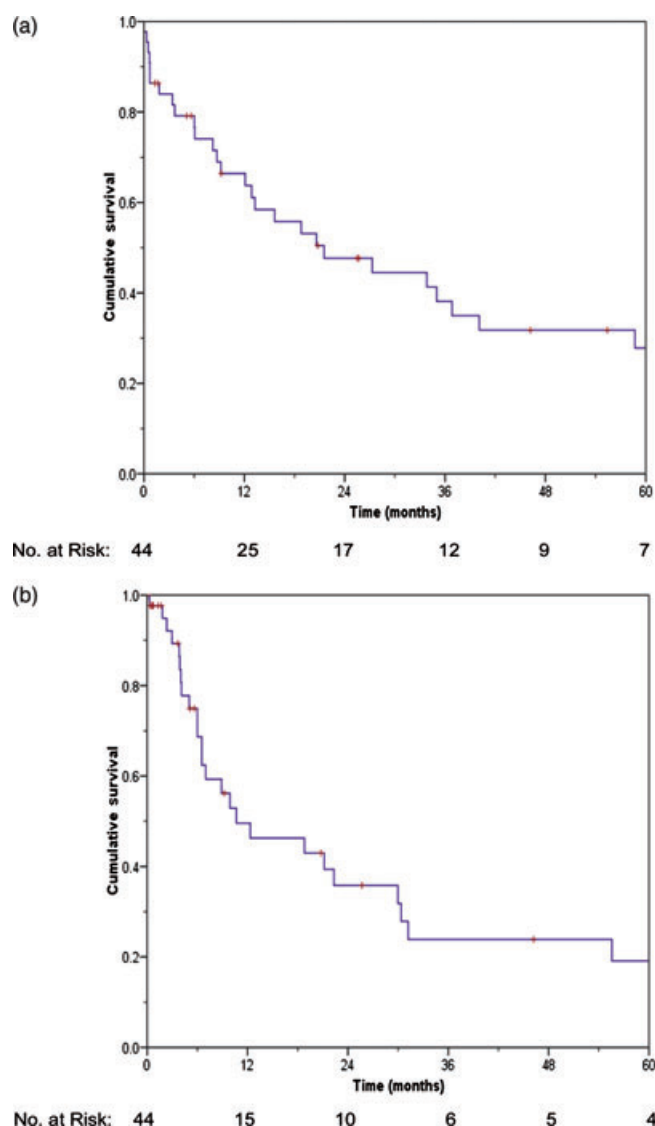 (a)
1.0
0.8
0.6
0.4
0.2
0.0
Cumulative survival
0 12 24 36 48 60
Time (months)
No. at Risk: 44 25 17 12 9 7
(b)
1.0
0.8
0.6
0.4
0.2
0.0
Cumulative survival
0 12 24 36 48 60
Time (months)
No. at Risk: 44 15 10 6 5 4